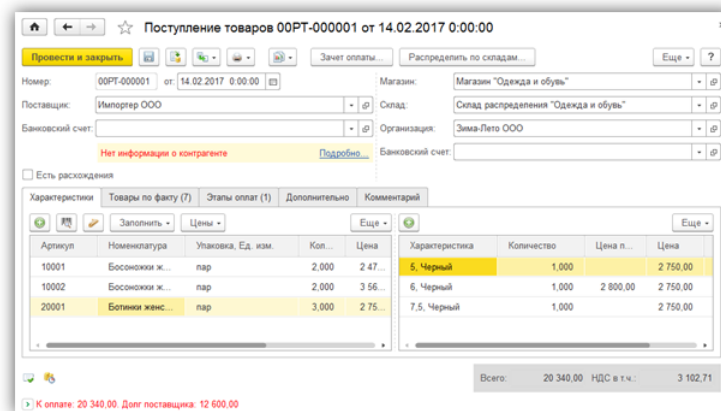 Поступление товаров 00РТ-000001 от 14.02.2017 0:00:00
Провести и закрыть Зачет оплаты... Распределить по складам... Еще ?
Номер: 00РТ-000001 от: 14.02.2017 0:00:00 Магазин: Магазин "Одежда и обувь"
Поставщик: Импортер ООО Склад: Склад распределения "Одежда и обувь"
Банковский счет: Организация: Зима-Лето ООО
Нет информации о контрагенте Подробно... Банковский счет:
Есть расхождения
Характеристики Товары по факту (7) Этапы оплат (1) Дополнительно Комментарий
Заполнить Цены Еще Еще
Артикул Номенклатура Упаковка, Ед. изм. Кол... Цена Характеристика Количество Цена п... Цена
10001 Босоножки ж... пар 2,000 2 47... 5, Черный 1,000 2 750,00
10002 Босоножки ж... пар 2,000 3 56... 6, Черный 1,000 2 800,00 2 750,00
20001 Ботинки женс... пар 3,000 2 75... 7,5, Черный 1,000 2 750,00
Всего: 20 340,00 НДС в т.ч.: 3 102,71
К оплате: 20 340,00. Долг поставщика: 12 600,00